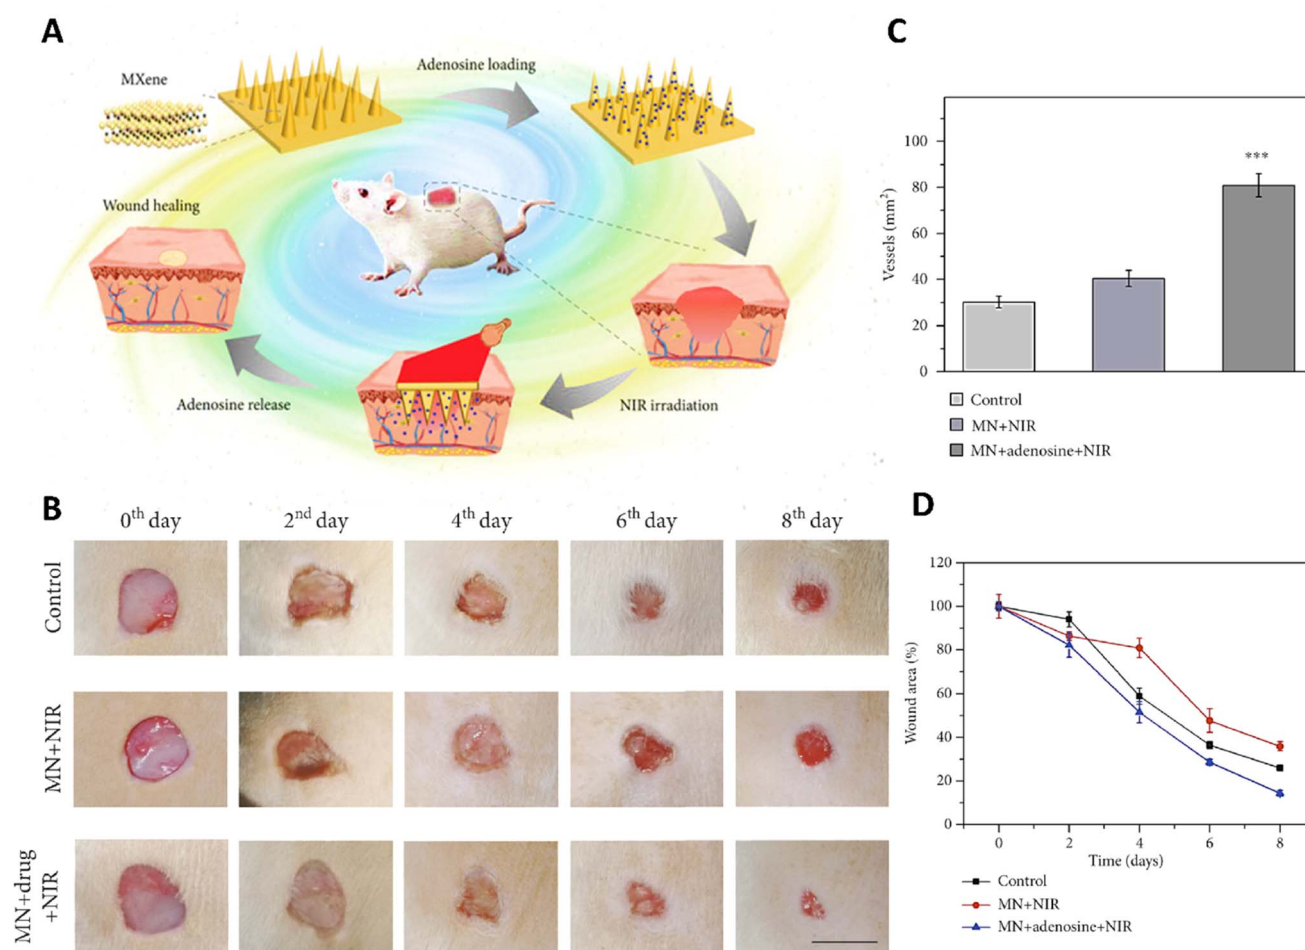 A
MXene
Adenosine loading
Wound healing
Adenosine release
NIR irradiation
B
0th day
2nd day
4th day
6th day
8th day
Control
MN+NIR
MN+drug
+NIR
C
Vessels (mm2)
100
80
60
40
20
0
***
Control
MN+NIR
MN+adenosine+NIR
D
Wound area (%)
120
100
80
60
40
20
0
0 2 4 6 8
Time (days)
Control
MN+NIR
MN+adenosine+NIR